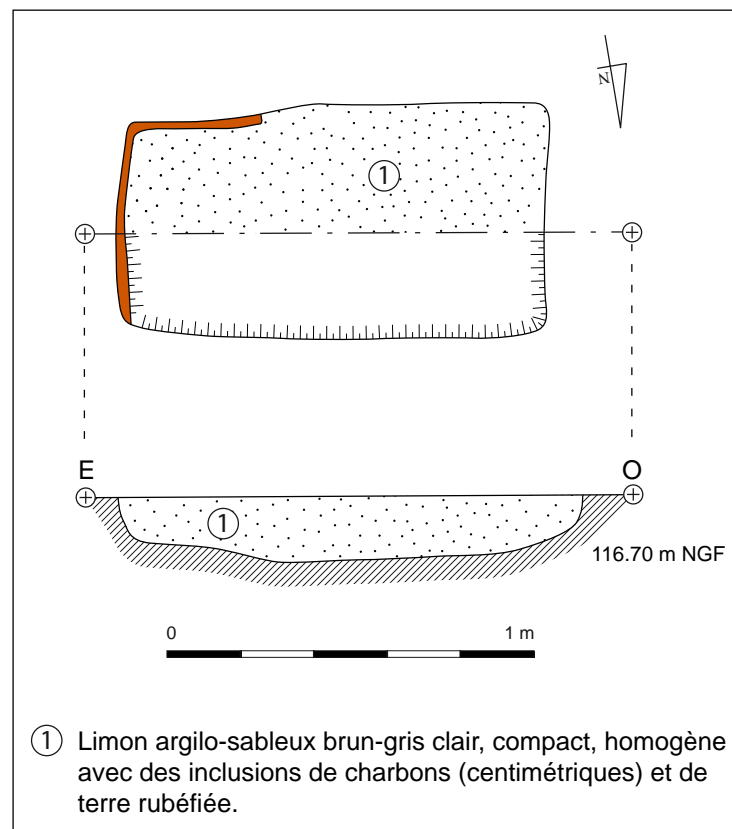 N
1
E
O
1
116.70 m NGF
0
1 m
1 Limon argilo-sableux brun-gris clair, compact, homogène
avec des inclusions de charbons (centimétriques) et de
terre rubéfiée.